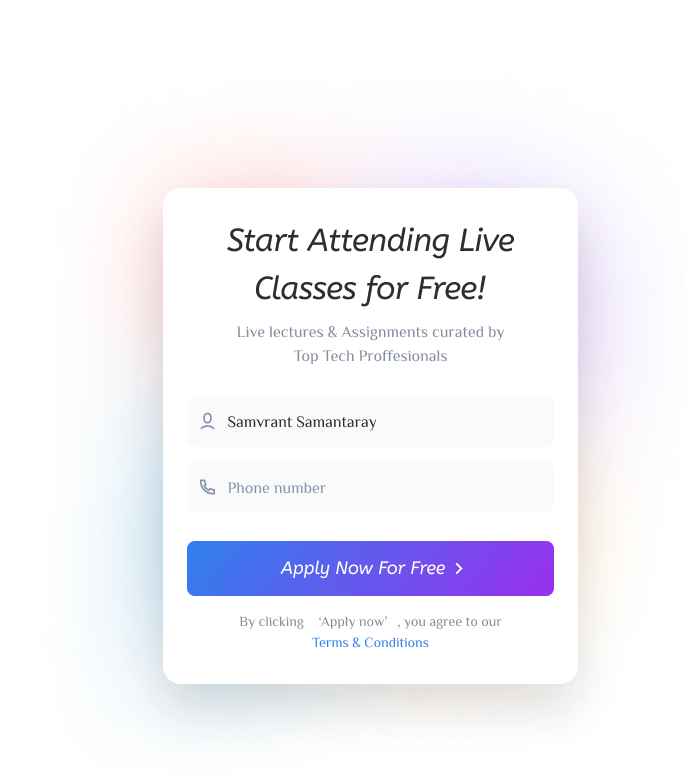 Start Attending Live
Classes for Free!
Live lectures & Assignments curated by
Top Tech Proffesionals
Samvrant Samantaray
Phone number
Apply Now For Free
By clicking ‘Apply now’ , you agree to our
Terms & Conditions